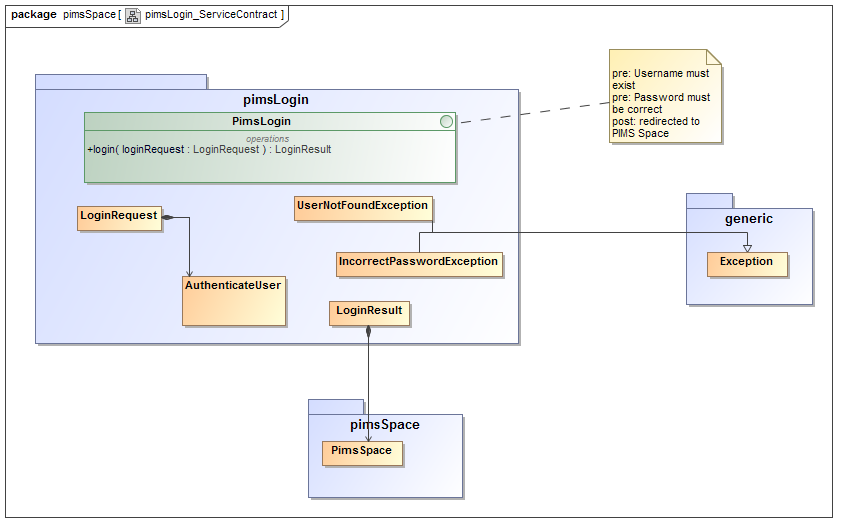 package pimsSpace [ pimsLogin_ServiceContract ]
pre: Username must
exist
pre: Password must
be correct
post: redirected to
PIMS Space
pimsLogin
PimsLogin
operations
+login( loginRequest : LoginRequest ) : LoginResult
UserNotFoundException
LoginRequest
generic
IncorrectPasswordException
Exception
AuthenticateUser
LoginResult
pimsSpace
PimsSpace